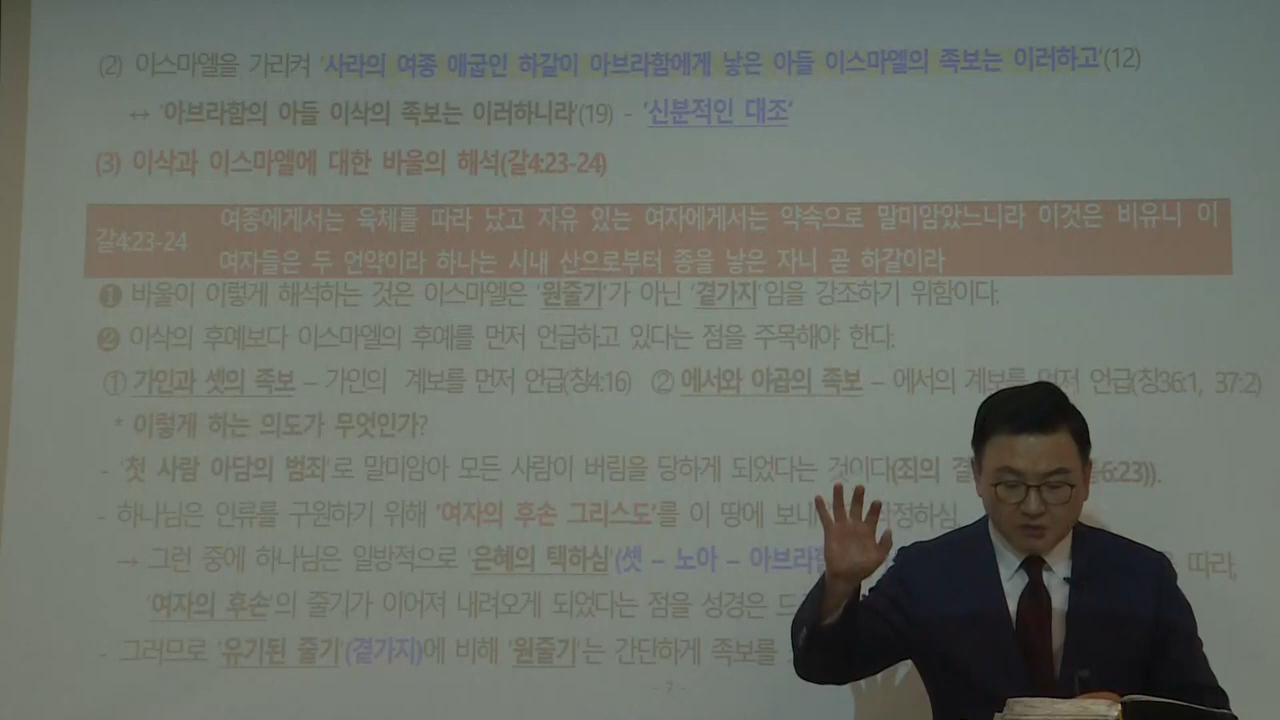 (2) 이스마엘을 가리켜 '사라의 여종 애굽인 하갈이 아브라함에게 낳은 아들 이스마엘의 족보는 이러하고'(12)
↔ '아브라함의 아들 이삭의 족보는 이러하니라'(19) - '신분적인 대조'
(3) 이삭과 이스마엘에 대한 바울의 해석(갈4:23-24)
갈4:23-24
여종에게서는 육체를 따라 났고 자유 있는 여자에게서는 약속으로 말미암았느니라 이것은 비유니 이
여자들은 두 언약이라 하나는 시내 산으로부터 종을 낳은 자니 곧 하갈이라
❶ 바울이 이렇게 해석하는 것은 이스마엘은 '원줄기'가 아닌 '곁가지'임을 강조하기 위함이다.
❷ 이삭의 후예보다 이스마엘의 후예를 먼저 언급하고 있다는 점을 주목해야 한다.
① 가인과 셋의 족보 – 가인의 계보를 먼저 언급(창4:16) ② 에서와 야곱의 족보 – 에서의 계보를 먼저 언급(창36:1, 37:2)
* 이렇게 하는 의도가 무엇인가?
- '첫 사람 아담의 범죄'로 말미암아 모든 사람이 버림을 당하게 되었다는 것이다(죄의 6:23)).
- 하나님은 인류를 구원하기 위해 '여자의 후손 그리스도'를 이 땅에
→ 그런 중에 하나님은 일방적으로 '은혜의 택하심'(셋 – 노아 – 따라,
'여자의 후손'의 줄기가 이어져 내려오게 되었다는 점을 성경은
- 그러므로 '유기된 줄기'(곁가지)에 비해 '원줄기'는 간단하게 족보를
- 7 -